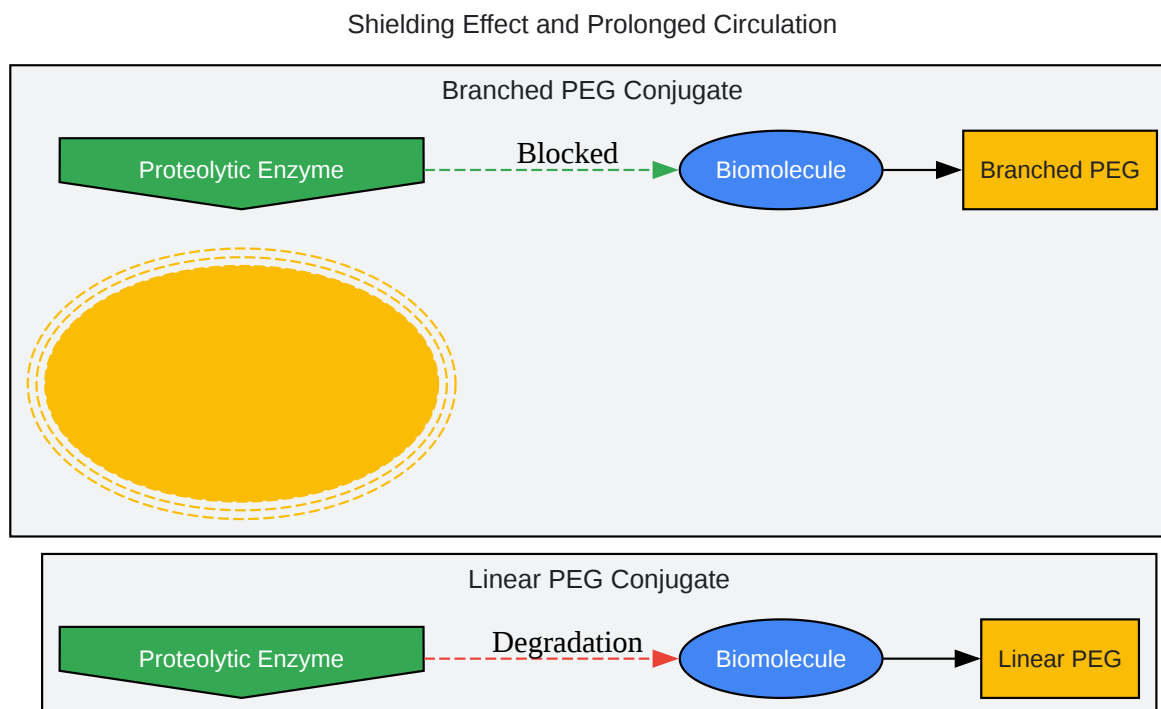 Shielding Effect and Prolonged Circulation
Branched PEG Conjugate
Proteolytic Enzyme
Blocked
Biomolecule
Branched PEG
Linear PEG Conjugate
Proteolytic Enzyme
Degradation
Biomolecule
Linear PEG